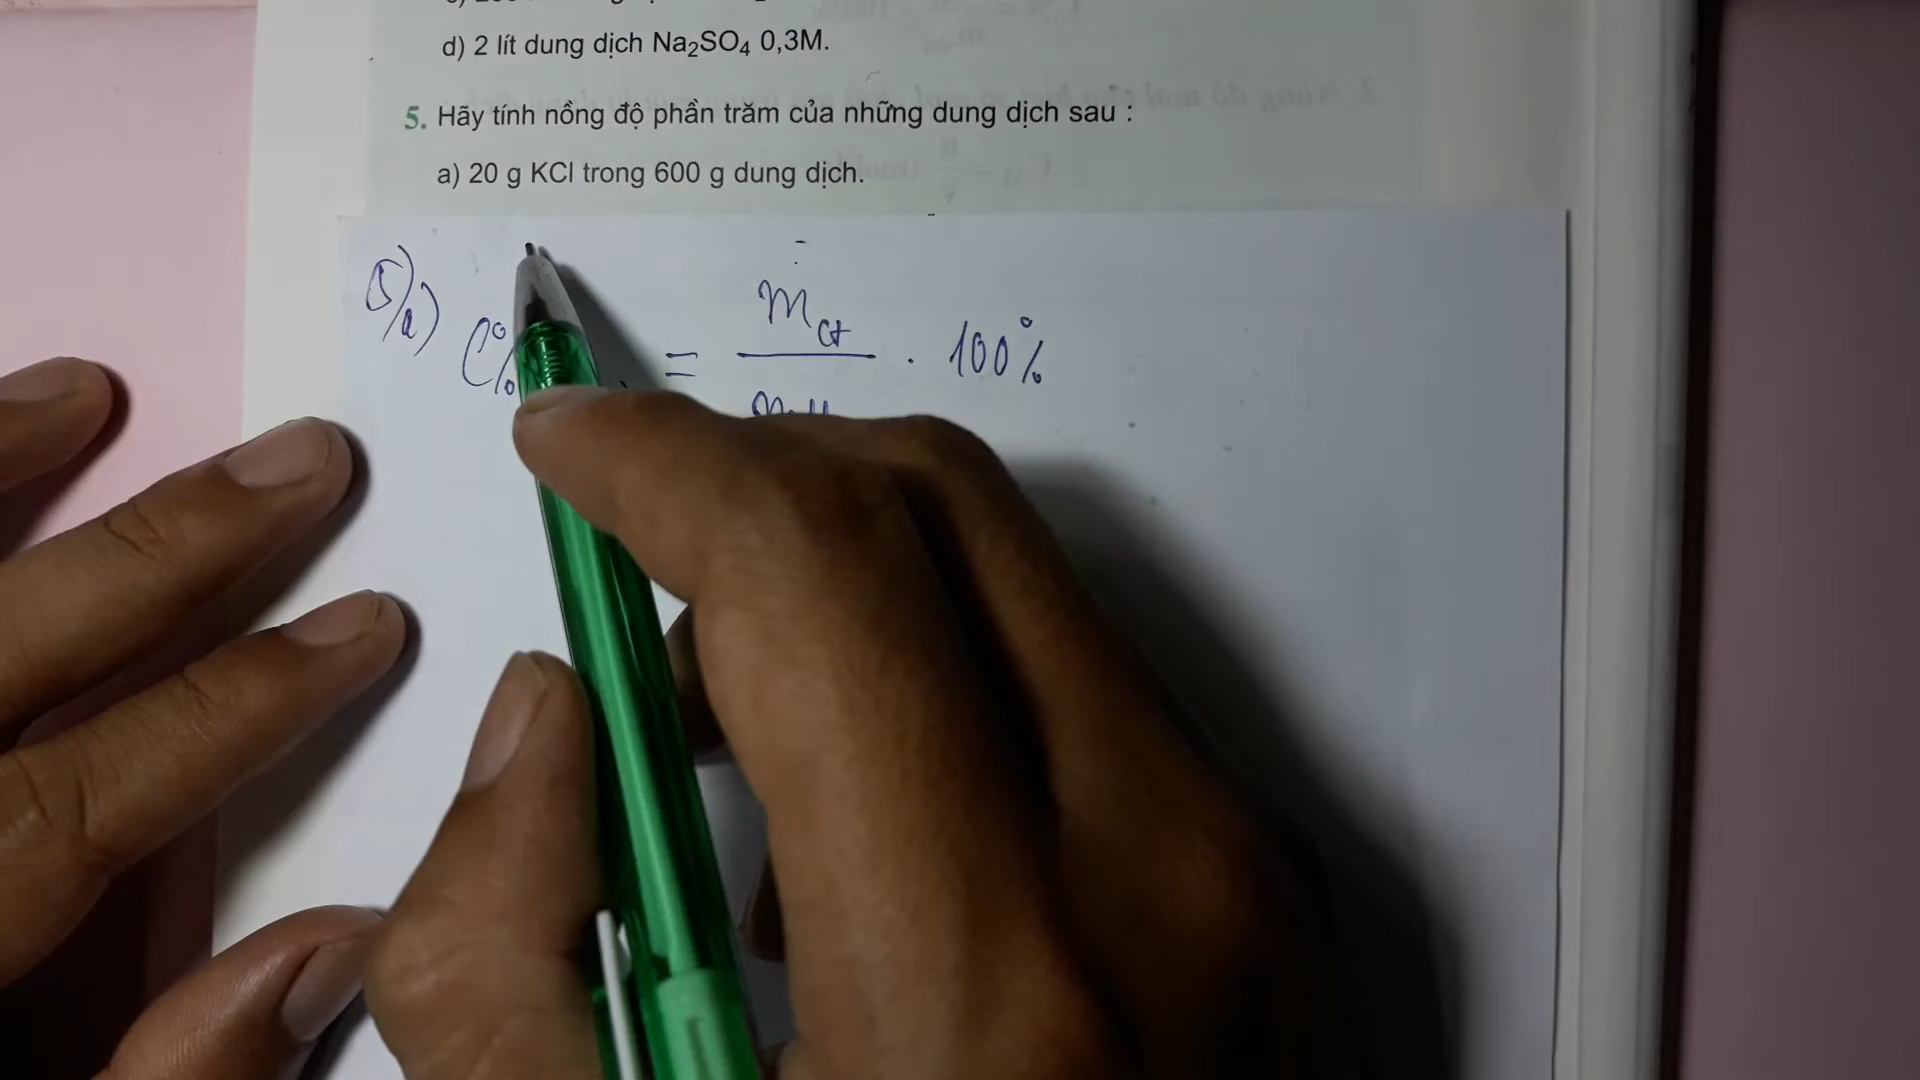 d) 2 lít dung dịch Na₂SO₄ 0,3M.
5. Hãy tính nồng độ phần trăm của những dung dịch sau :
a) 20 g KCl trong 600 g dung dịch.
5/a) C% = m_ct / m . 100%